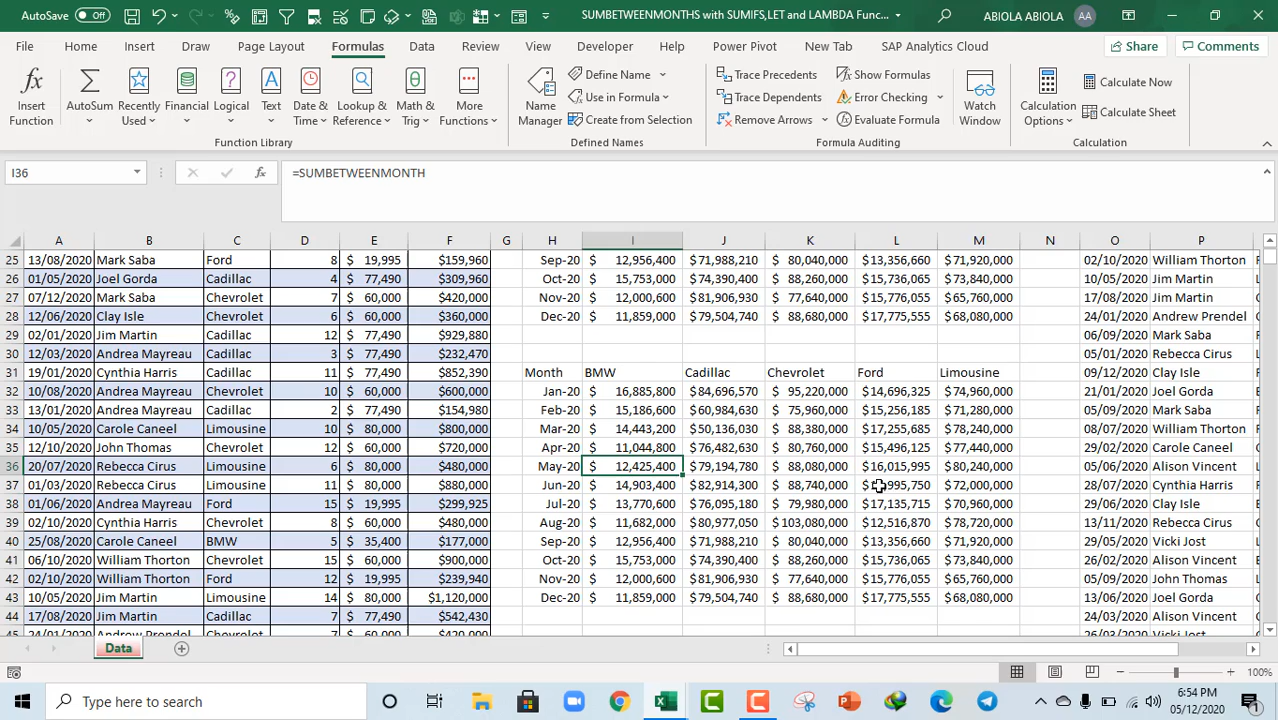 AutoSave Off SUMBETWEENMONTHS with SUMIFS,LET and LAMBDA Func... ABIOLA ABIOLA AA
File Home Insert Draw Page Layout Formulas Data Review View Developer Help Power Pivot New Tab SAP Analytics Cloud Share Comments
Insert Function
AutoSum
Recently Used
Financial
Logical
Text
Date & Time
Lookup & Reference
Math & Trig
More Functions
Function Library
Name Manager
Define Name
Use in Formula
Create from Selection
Defined Names
Trace Precedents
Trace Dependents
Remove Arrows
Show Formulas
Error Checking
Evaluate Formula
Formula Auditing
Watch Window
Calculation Options
Calculate Now
Calculate Sheet
Calculation
I36 fx =SUMBETWEENMONTH
A B C D E F G H I J K L M N O P
25 13/08/2020 Mark Saba Ford 8 $ 19,995 $159,960 Sep-20 $ 12,956,400 $71,988,210 $ 80,040,000 $13,356,660 $71,920,000 02/10/2020 William Thorton
26 01/05/2020 Joel Gorda Cadillac 4 $ 77,490 $309,960 Oct-20 $ 15,753,000 $74,390,400 $ 88,260,000 $15,736,065 $73,840,000 10/05/2020 Jim Martin
27 07/12/2020 Mark Saba Chevrolet 7 $ 60,000 $420,000 Nov-20 $ 12,000,600 $81,906,930 $ 77,640,000 $15,776,055 $65,760,000 17/08/2020 Jim Martin
28 12/06/2020 Clay Isle Chevrolet 6 $ 60,000 $360,000 Dec-20 $ 11,859,000 $79,504,740 $ 88,680,000 $17,775,555 $68,080,000 24/01/2020 Andrew Prendel
29 02/01/2020 Jim Martin Cadillac 12 $ 77,490 $929,880 06/09/2020 Mark Saba
30 12/03/2020 Andrea Mayreau Cadillac 3 $ 77,490 $232,470 05/01/2020 Rebecca Cirus
31 19/01/2020 Cynthia Harris Cadillac 11 $ 77,490 $852,390 Month BMW Cadillac Chevrolet Ford Limousine 09/12/2020 Clay Isle
32 10/08/2020 Andrea Mayreau Chevrolet 10 $ 60,000 $600,000 Jan-20 $ 16,885,800 $84,696,570 $ 95,220,000 $14,696,325 $74,960,000 21/01/2020 Joel Gorda
33 13/01/2020 Andrea Mayreau Cadillac 2 $ 77,490 $154,980 Feb-20 $ 15,186,600 $60,984,630 $ 75,960,000 $15,256,185 $71,280,000 05/09/2020 Mark Saba
34 10/05/2020 Carole Caneel Limousine 10 $ 80,000 $800,000 Mar-20 $ 14,443,200 $50,136,030 $ 88,380,000 $17,255,685 $77,440,000 08/07/2020 William Thorton
35 12/10/2020 John Thomas Chevrolet 12 $ 60,000 $720,000 Apr-20 $ 11,044,800 $76,482,630 $ 80,760,000 $15,496,125 $77,440,000 29/02/2020 Carole Caneel
36 20/07/2020 Rebecca Cirus Limousine 6 $ 80,000 $480,000 May-20 $ 12,425,400 $79,194,780 $ 88,080,000 $16,015,995 $80,240,000 05/06/2020 Alison Vincent
37 01/03/2020 Rebecca Cirus Limousine 11 $ 80,000 $880,000 Jun-20 $ 14,903,400 $82,914,300 $ 88,740,000 995,750 $72,000,000 28/07/2020 Cynthia Harris
38 01/06/2020 Andrea Mayreau Ford 15 $ 19,995 $299,925 Jul-20 $ 13,770,600 $76,095,180 $ 79,980,000 $17,135,715 $70,960,000 29/06/2020 Clay Isle
39 02/10/2020 Cynthia Harris Chevrolet 8 $ 60,000 $480,000 Aug-20 $ 11,682,000 $80,977,050 $103,080,000 $12,516,870 $78,720,000 13/11/2020 Rebecca Cirus
40 25/08/2020 Carole Caneel BMW 5 $ 35,400 $177,000 Sep-20 $ 12,956,400 $71,988,210 $ 80,040,000 $13,356,660 $71,920,000 29/05/2020 Vicki Jost
41 06/10/2020 William Thorton Chevrolet 15 $ 60,000 $900,000 Oct-20 $ 15,753,000 $74,390,400 $ 88,260,000 $15,736,065 $73,840,000 26/02/2020 Alison Vincent
42 02/10/2020 William Thorton Ford 12 $ 19,995 $239,940 Nov-20 $ 12,000,600 $81,906,930 $ 77,640,000 $15,776,055 $65,760,000 05/09/2020 John Thomas
43 10/05/2020 Jim Martin Limousine 14 $ 80,000 $1,120,000 Dec-20 $ 11,859,000 $79,504,740 $ 88,680,000 $17,775,555 $68,080,000 13/06/2020 Joel Gorda
44 17/08/2020 Jim Martin Cadillac 7 $ 77,490 $542,430 24/03/2020 Alison Vincent
45 24/01/2020 Andrew Prendel Chevrolet 7 $ 60,000 $420,000 26/03/2020 Vicki Jost
Data
100%
Type here to search
6:54 PM
05/12/2020